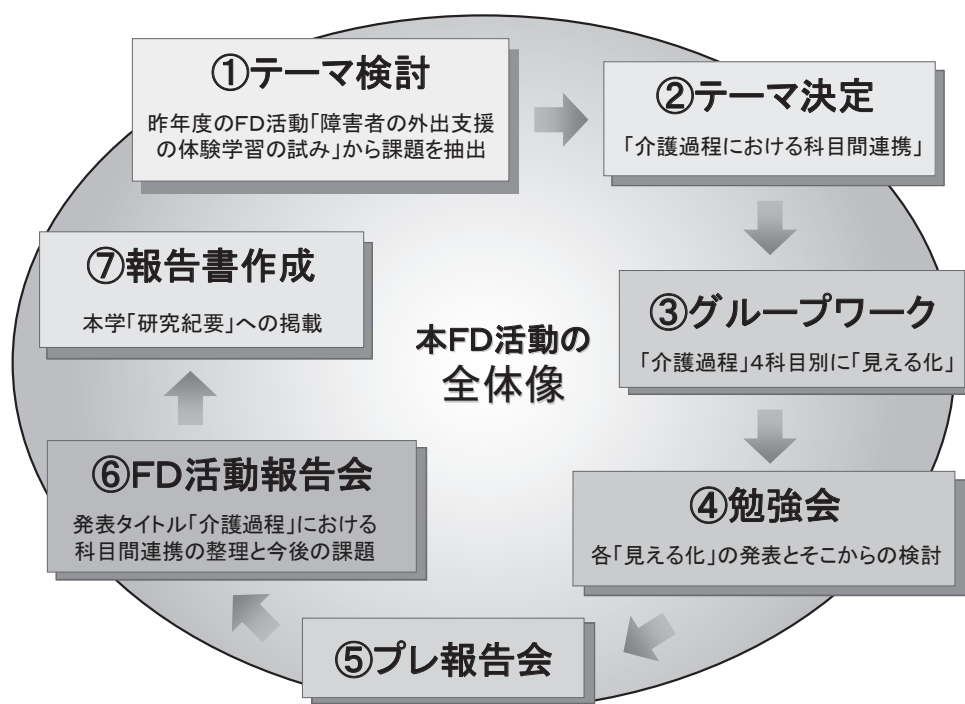 ①テーマ検討
昨年度のFD活動「障害者の外出支援
の体験学習の試み」から課題を抽出
②テーマ決定
「介護過程における科目間連携」
③グループワーク
「介護過程」4科目別に「見える化」
④勉強会
各「見える化」の発表とそこからの検討
⑤プレ報告会
⑥FD活動報告会
発表タイトル「介護過程」における
科目間連携の整理と今後の課題
⑦報告書作成
本学「研究紀要」への掲載
本FD活動の
全体像